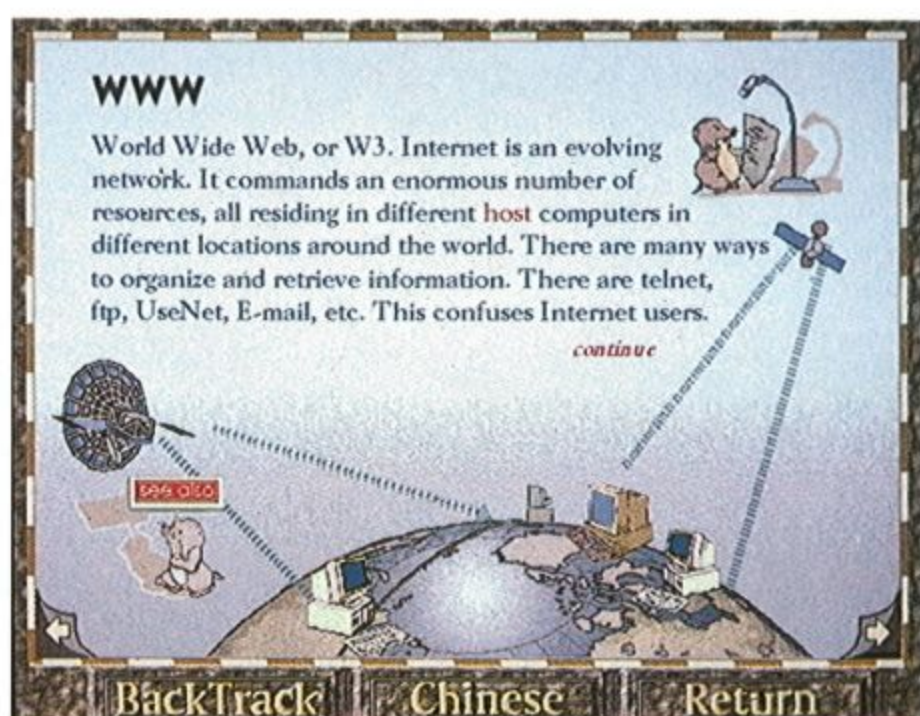 WWW
World Wide Web, or W3. Internet is an evolving
network. It commands an enormous number of
resources, all residing in different host computers in
different locations around the world. There are many ways
to organize and retrieve information. There are telnet,
ftp, UseNet, E-mail, etc. This confuses Internet users.
continue
see also
BackTrack
Chinese
Return